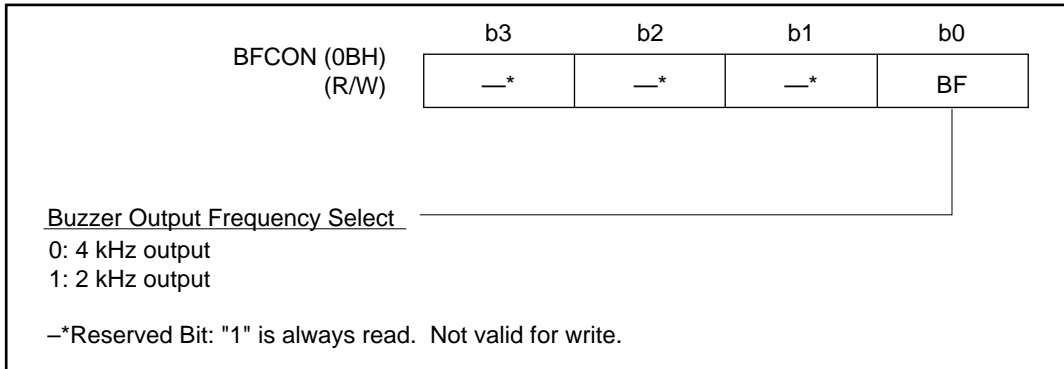 b3 b2 b1 b0
BFCON (0BH)
(R/W) —* —* —* BF
Buzzer Output Frequency Select
0: 4 kHz output
1: 2 kHz output
–*Reserved Bit: "1" is always read.  Not valid for write.